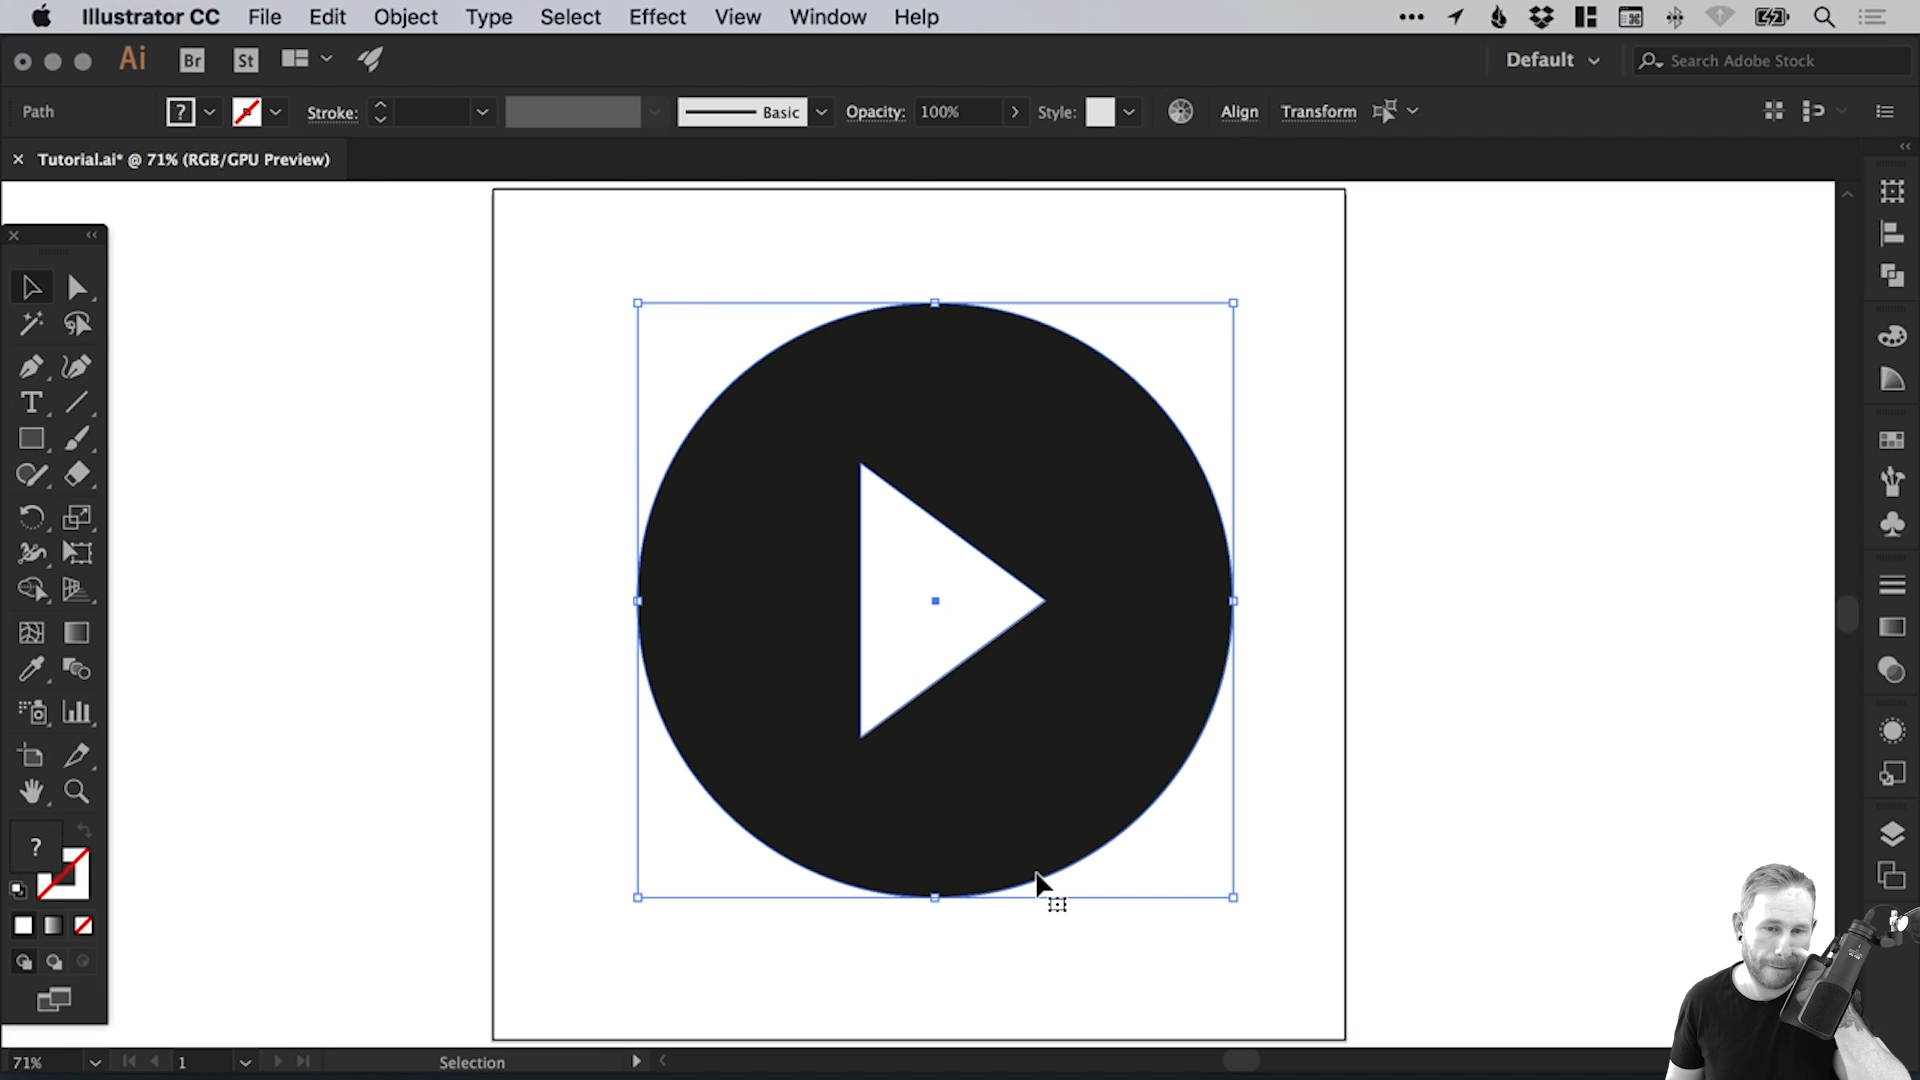 Illustrator CC File Edit Object Type Select Effect View Window Help
Ai Br St Default Search Adobe Stock
Path ? Stroke: Basic Opacity: 100% Style: Align Transform
Tutorial.ai* @ 71% (RGB/GPU Preview)
T
?
71% 1 Selection